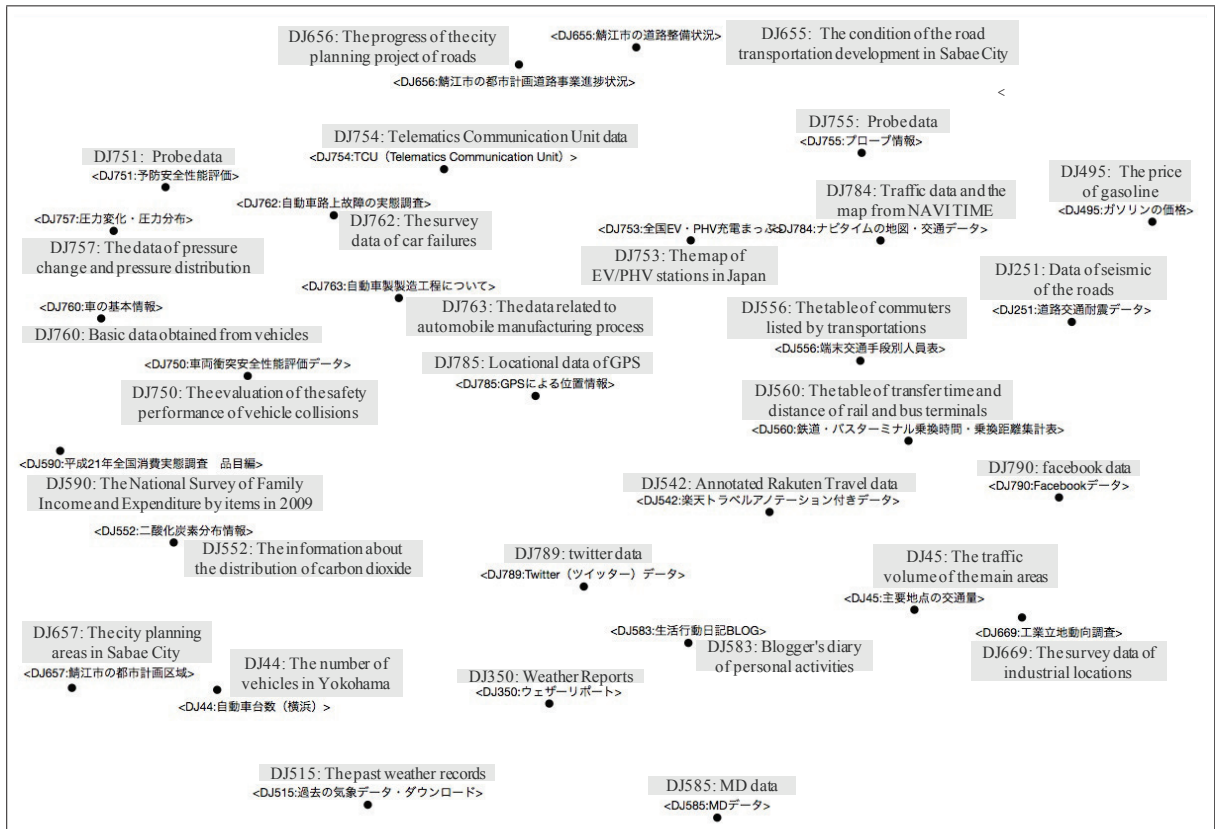 DJ656: The progress of the city
planning project of roads
<DJ656:鯖江市の都市計画道路事業進捗状況>
<DJ655:鯖江市の道路整備状況>
DJ655: The condition of the road
transportation development in Sabae City
<
DJ754: Telematics Communication Unit data
<DJ754:TCU（Telematics Communication Unit）>
DJ755: Probe data
<DJ755:プローブ情報>
DJ751: Probe data
<DJ751:予防安全性能評価>
DJ495: The price
of gasoline
<DJ495:ガソリンの価格>
<DJ757:圧力変化・圧力分布>
DJ757: The data of pressure
change and pressure distribution
<DJ762:自動車路上故障の実態調査>
DJ762: The survey
data of car failures
DJ784: Traffic data and the
map from NAVI TIME
<DJ753:全国EV・PHV充電まっぷ>
DJ784:ナビタイムの地図・交通データ>
DJ753: The map of
EV/PHV stations in Japan
DJ251: Data of seismic
of the roads
<DJ251:道路交通耐震データ>
<DJ763:自動車製製造工程について>
DJ763: The data related to
automobile manufacturing process
<DJ760:車の基本情報>
DJ760: Basic data obtained from vehicles
DJ556: The table of commuters
listed by transportations
<DJ556:端末交通手段別人員表>
<DJ750:車両衝突安全性能評価データ>
DJ750: The evaluation of the safety
performance of vehicle collisions
DJ785: Locational data of GPS
<DJ785:GPSによる位置情報>
DJ560: The table of transfer time and
distance of rail and bus terminals
<DJ560:鉄道・バスターミナル乗換時間・乗換距離集計表>
<DJ590:平成21年全国消費実態調査　品目編>
DJ590: The National Survey of Family
Income and Expenditure by items in 2009
DJ542: Annotated Rakuten Travel data
<DJ542:楽天トラベルアノテーション付きデータ>
DJ790: facebook data
<DJ790:Facebookデータ>
<DJ552:二酸化炭素分布情報>
DJ552: The information about
the distribution of carbon dioxide
DJ789: twitter data
<DJ789:Twitter（ツイッター）データ>
DJ45: The traffic
volume of the main areas
<DJ45:主要地点の交通量>
DJ657: The city planning
areas in Sabae City
<DJ657:鯖江市の都市計画区域>
DJ44: The number of
vehicles in Yokohama
<DJ44:自動車台数（横浜）>
<DJ583:生活行動日記BLOG>
DJ583: Blogger's diary
of personal activities
<DJ669:工業立地動向調査>
DJ669: The survey data of
industrial locations
DJ350: Weather Reports
<DJ350:ウェザーリポート>
DJ515: The past weather records
<DJ515:過去の気象データ・ダウンロード>
DJ585: MD data
<DJ585:MDデータ>